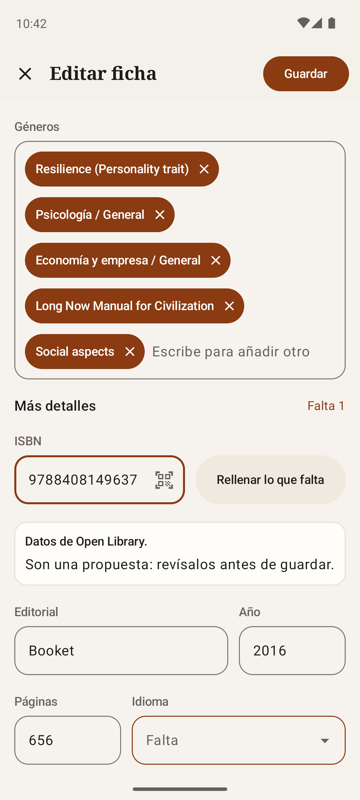 10:42
Editar ficha
Guardar
Géneros
Resilience (Personality trait)
Psicología / General
Economía y empresa / General
Long Now Manual for Civilization
Social aspects
Escribe para añadir otro
Más detalles
Falta 1
ISBN
9788408149637
Rellenar lo que falta
Datos de Open Library.
Son una propuesta: revísalos antes de guardar.
Editorial
Año
Booket
2016
Páginas
Idioma
656
Falta